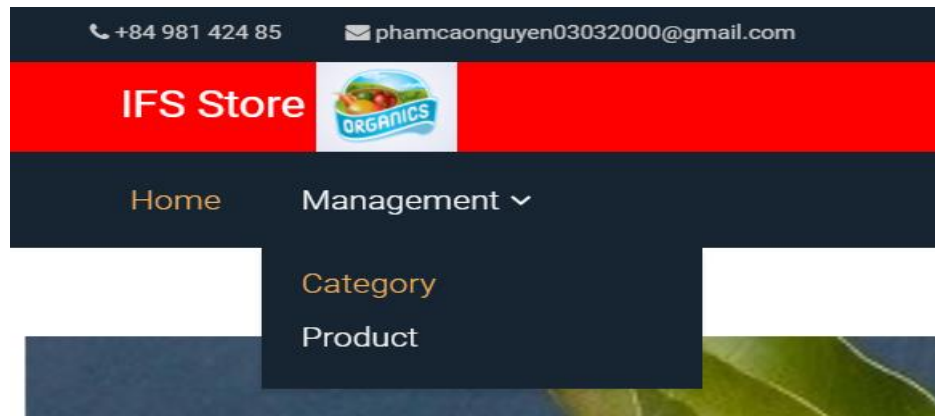 +84 981 424 85 phamcaonguyen03032000@gmail.com
IFS Store ORGANICS
Home Management
Category
Product